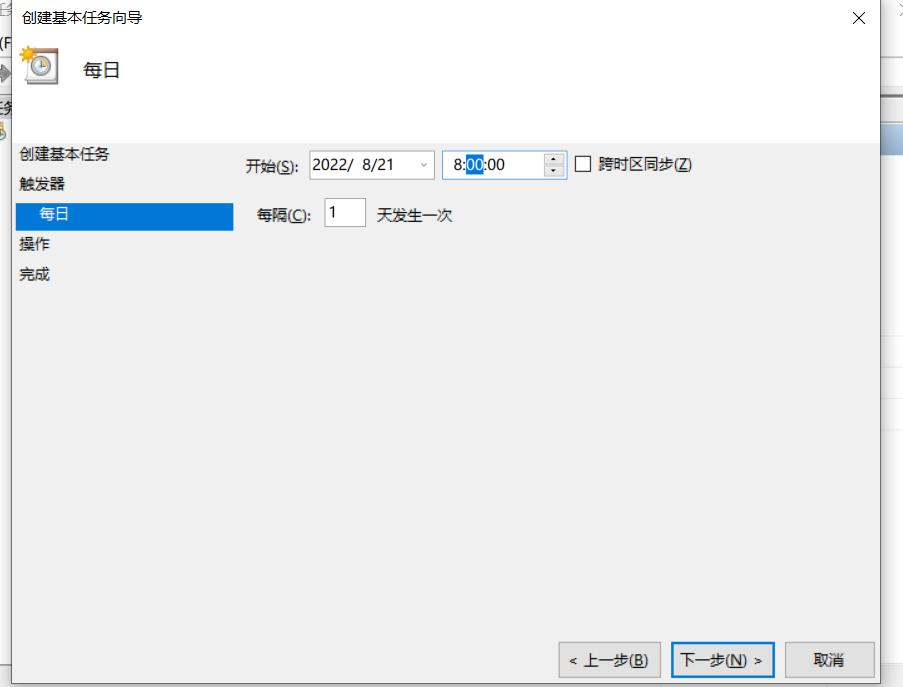 创建基本任务向导
每日
创建基本任务
触发器
每日
操作
完成
开始(S): 2022/ 8/21 8:00:00 跨时区同步(Z)
每隔(C): 1 天发生一次
< 上一步(B) 下一步(N) > 取消